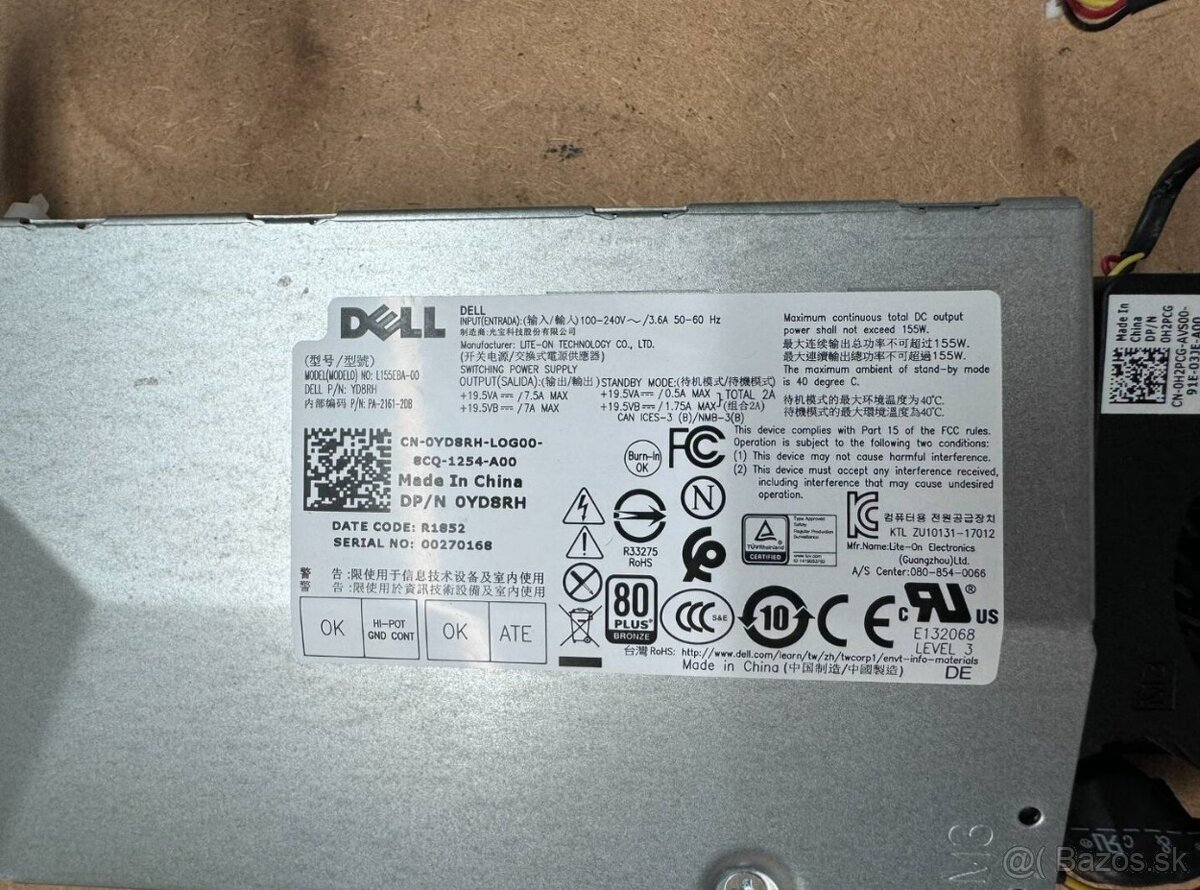 DELL
DELL
INPUT(ENTRADA):(输入/輸入)100-240V～/3.6A 50-60 Hz
制造商:光宝科技股份有限公司
Manufacturer: LITE-ON TECHNOLOGY CO., LTD.
(开关电源/交換式電源供應器)
SWITCHING POWER SUPPLY
OUTPUT(SALIDA):(输出/輸出)
+19.5VA ⎓ /7.5A MAX
+19.5VB ⎓ /7A MAX
STANDBY MODE:(待机模式/待機模式)
+19.5VA ⎓ /0.5A MAX
+19.5VB ⎓ /1.75A MAX
TOTAL 2A
(组合2A)
CAN ICES-3 (B)/NMB-3(B)
(型号/型號)
MODEL(MODELO) NO: L155EBA-00
DELL P/N: YD8RH
内部编码 P/N: PA-2161-2DB
Maximum continuous total DC output
power shall not exceed 155W.
最大连续输出总功率不可超过155W.
最大連續輸出總功率不可超過155W.
The maximum ambient of stand-by mode
is 40 degree C.
待机模式的最大环境温度为40℃.
待機模式的最大環境溫度為40℃.
This device complies with Part 15 of the FCC rules.
Operation is subject to the following two conditions:
(1) This device may not cause harmful interference.
(2) This device must accept any interference received,
including interference that may cause undesired
operation.
CN-0YD8RH-LOG00-
8CQ-1254-A00
Made In China
DP/N 0YD8RH
DATE CODE: R1852
SERIAL NO: 00270168
Burn-In
OK
FC
N
R33275
RoHS
TÜVRheinland
CERTIFIED
Type Approved
Safety
Regular Production
Surveillance
www.tuv.com
컴퓨터용 전원공급장치
KTL ZU10131-17012
Mfr.Name:Lite-On Electronics
(Guangzhou)Ltd.
A/S Center:080-854-0066
警 告:限使用于信息技术设备及室内使用
警 告:限使用於資訊技術設備及室內使用
OK
HI-POT
GND CONT
OK
ATE
80
PLUS
BRONZE
CCC
S&E
10
CE
c RU ® US
E132068
LEVEL 3
台灣 RoHS: http://www.dell.com/learn/tw/zh/twcorp1/envt-info-materials
Made in China (中国制造/中國製造)
DE
Made In
China
DP/N
0H2PCG
CN-0H2PCG-AVS00-
M3
@( Bazos.sk